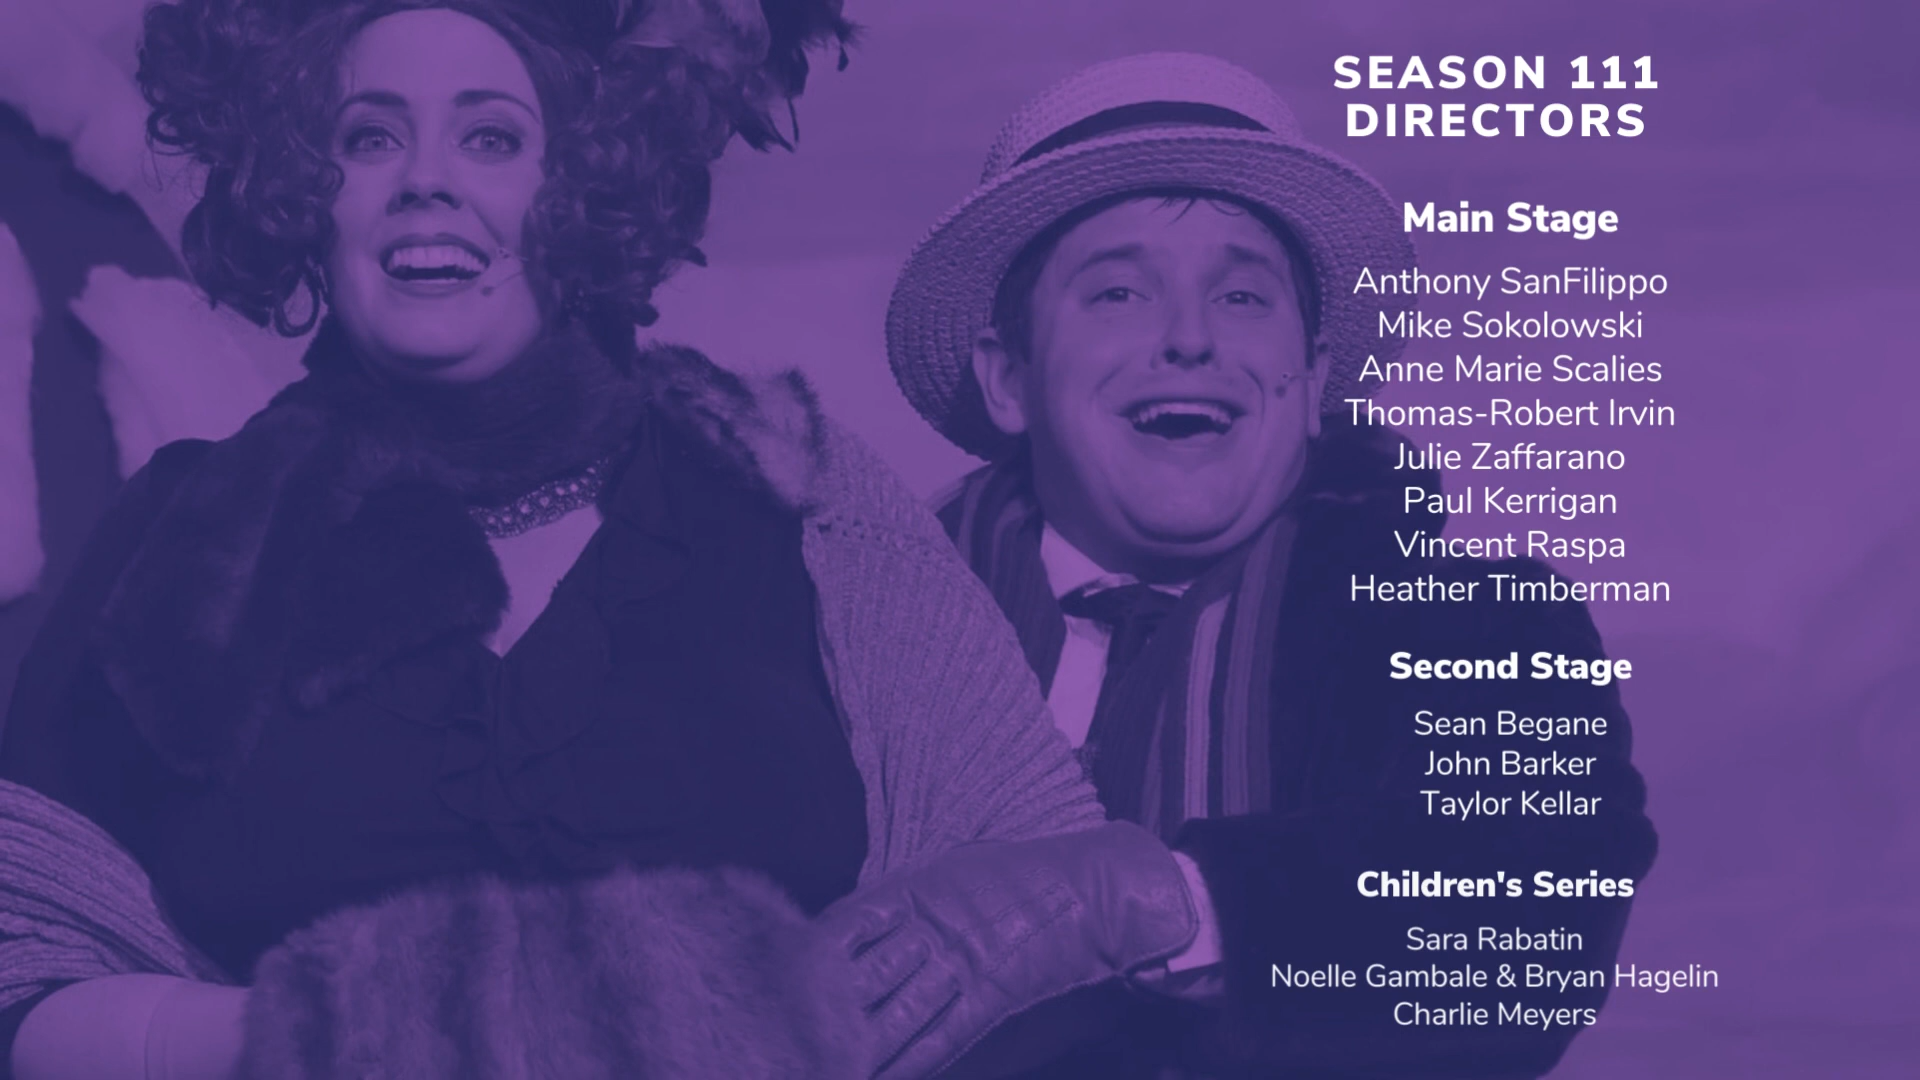 SEASON 111
DIRECTORS
Main Stage
Anthony SanFilippo
Mike Sokolowski
Anne Marie Scalies
Thomas-Robert Irvin
Julie Zaffarano
Paul Kerrigan
Vincent Raspa
Heather Timberman
Second Stage
Sean Begane
John Barker
Taylor Kellar
Children's Series
Sara Rabatin
Noelle Gambale & Bryan Hagelin
Charlie Meyers